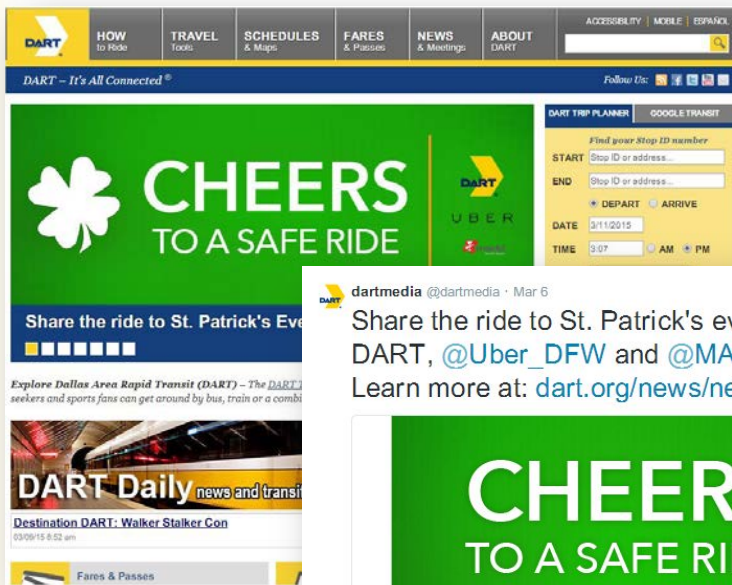 DART
HOW
to Ride
TRAVEL
Tools
SCHEDULES
& Maps
FARES
& Passes
NEWS
& Meetings
ABOUT
DART
ACCESSIBILITY | MOBILE | ESPAÑOL
DART – It's All Connected ®
Follow Us:
CHEERS
TO A SAFE RIDE
DART
UBER
Share the ride to St. Patrick's Eve
DART TRIP PLANNER
GOOGLE TRANSIT
Find your Stop ID number
START Stop ID or address...
END Stop ID or address...
DEPART ARRIVE
DATE 3/11/2015
TIME 3:07 AM PM
Explore Dallas Area Rapid Transit (DART) – The DART
seekers and sports fans can get around by bus, train or a combi
DART Daily news and transi
Destination DART: Walker Stalker Con
03/09/15 8:52 am
Fares & Passes
DART
dartmedia @dartmedia · Mar 6
Share the ride to St. Patrick's ev
DART, @Uber_DFW and @MA
Learn more at: dart.org/news/ne
CHEER
TO A SAFE RI